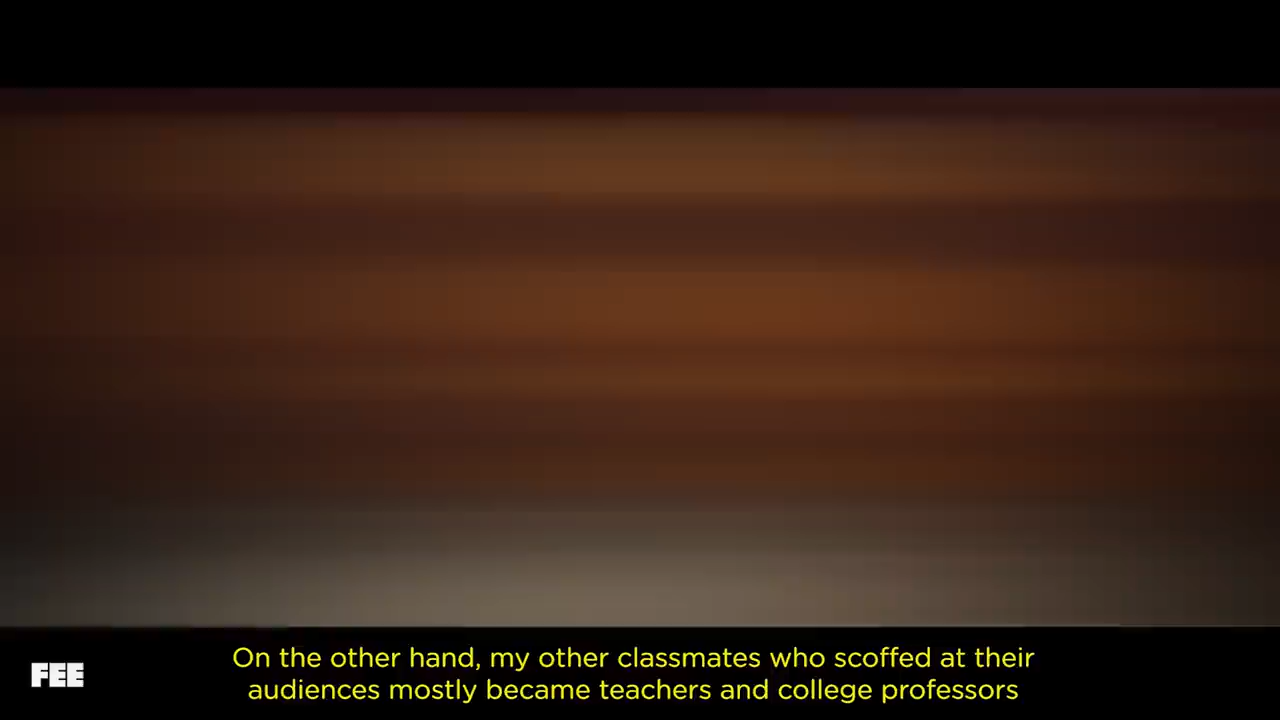 On the other hand, my other classmates who scoffed at their
FEE
audiences mostly became teachers and college professors